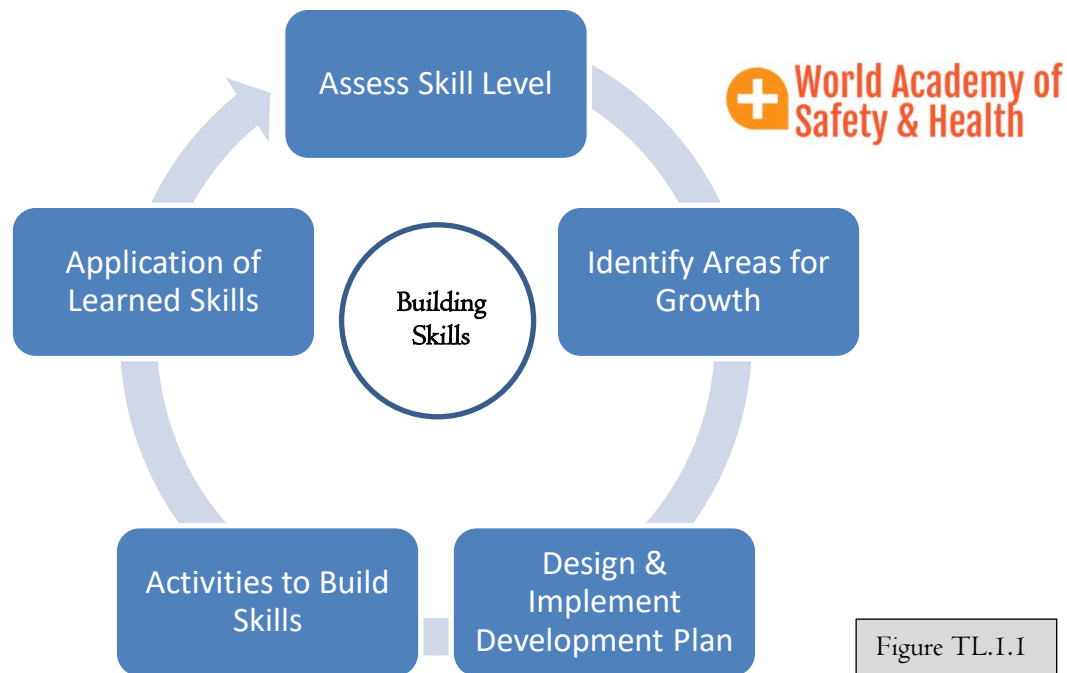 Assess Skill Level
World Academy of
Safety & Health
Identify Areas for
Growth
Design &
Implement
Development Plan
Activities to Build
Skills
Application of
Learned Skills
Building
Skills
Figure TL.1.1